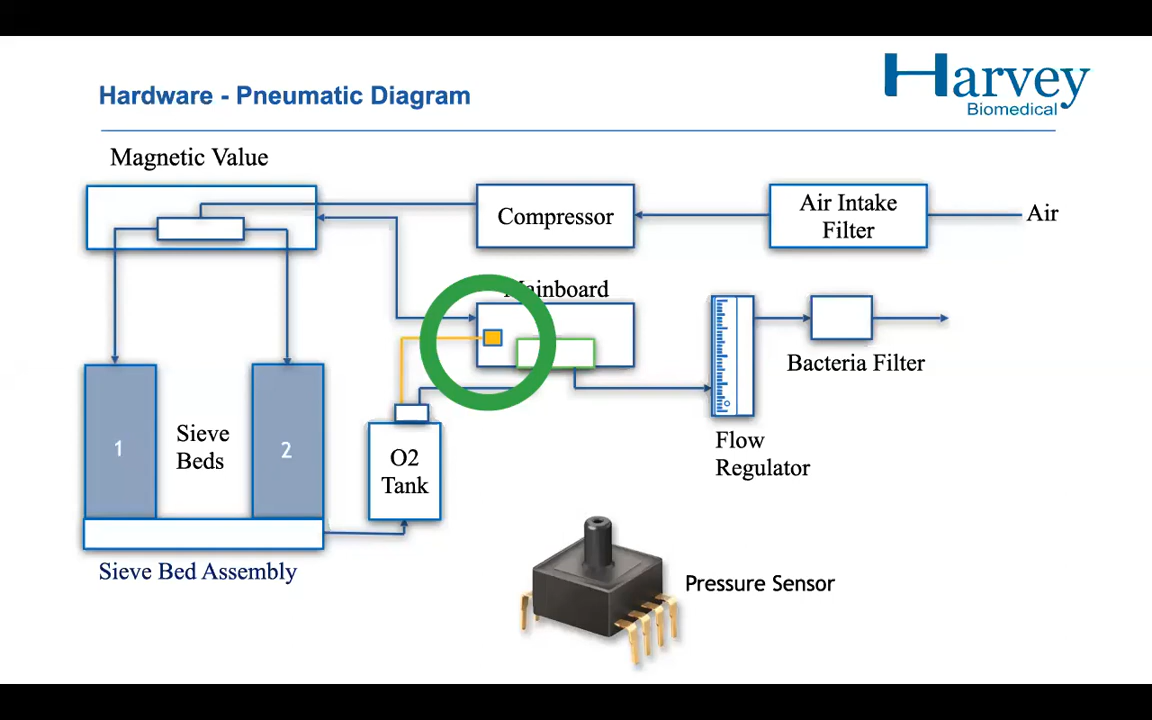 Harvey
Biomedical
Hardware - Pneumatic Diagram
Magnetic Value
Compressor
Air Intake
Filter
Air
Mainboard
Bacteria Filter
1
Sieve
Beds
2
O2
Tank
Flow
Regulator
Sieve Bed Assembly
Pressure Sensor